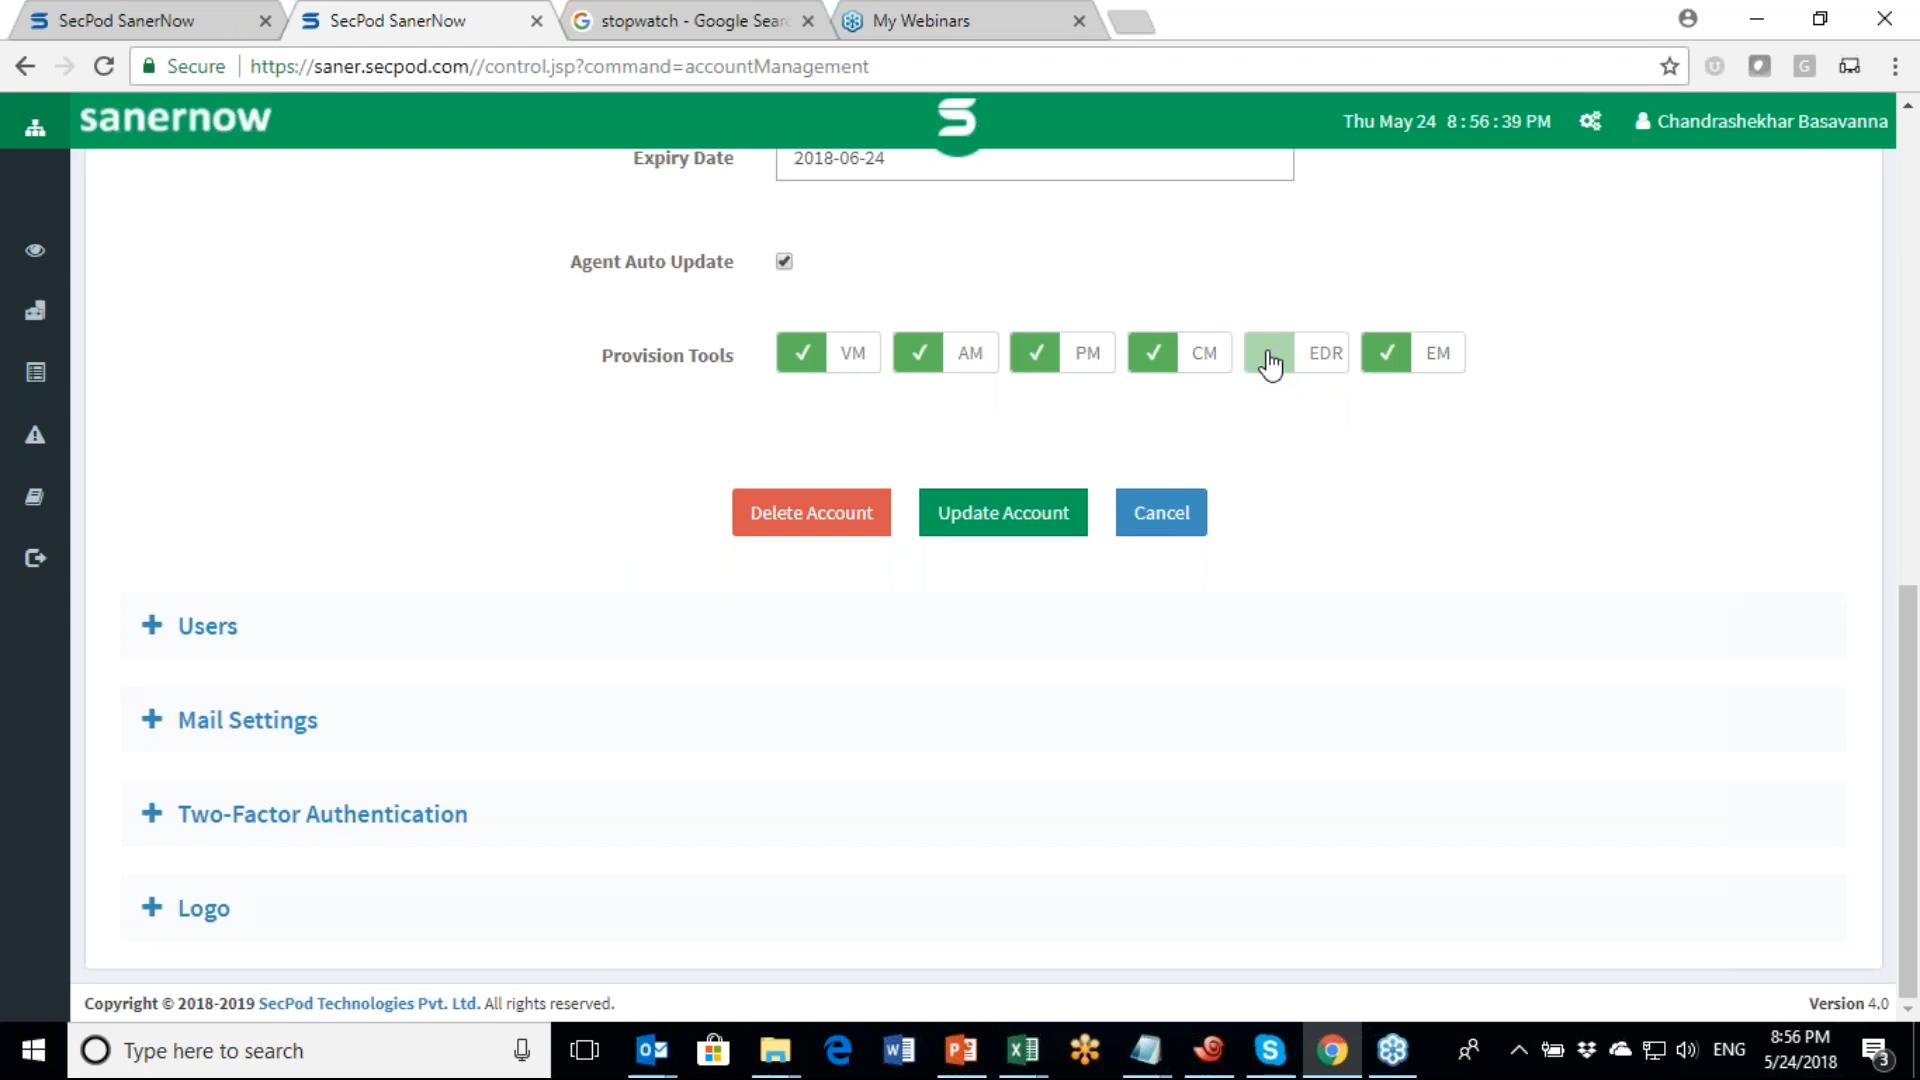 SecPod SanerNow
SecPod SanerNow
stopwatch - Google Sear
My Webinars
Secure
https://saner.secpod.com//control.jsp?command=accountManagement
sanernow
Thu May 24 8:56:39 PM
Chandrashekhar Basavanna
Expiry Date
2018-06-24
Agent Auto Update
Provision Tools
VM
AM
PM
CM
EDR
EM
Delete Account
Update Account
Cancel
Users
Mail Settings
Two-Factor Authentication
Logo
Copyright © 2018-2019 SecPod Technologies Pvt. Ltd. All rights reserved.
Version 4.0
Type here to search
ENG
8:56 PM
5/24/2018
3